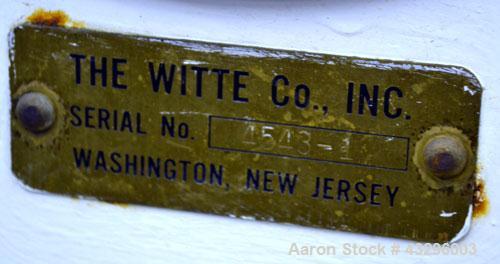 THE WITTE Co., INC.
SERIAL No. 4543-1
WASHINGTON, NEW JERSEY
Aaron Stock # 43296003